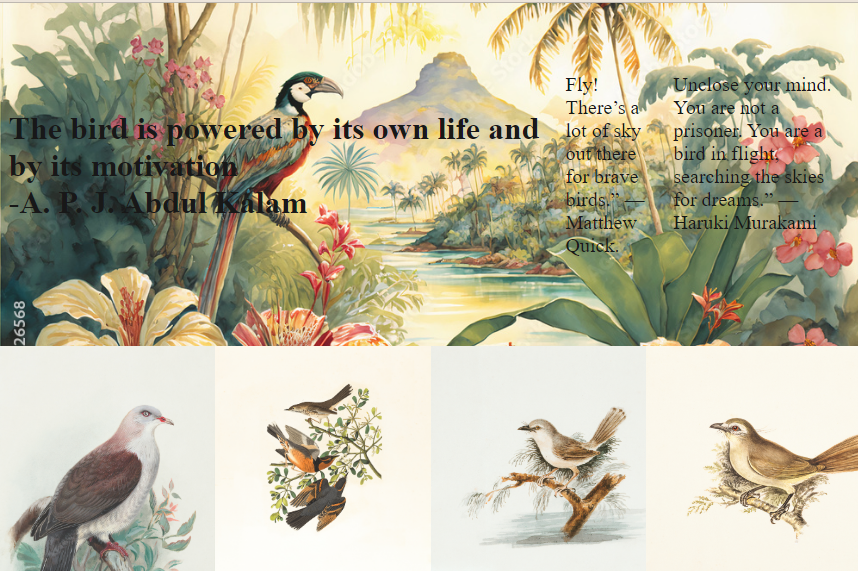 The bird is powered by its own life and
by its motivation
-A. P. J. Abdul Kalam
Fly!
There’s a
lot of sky
out there
for brave
birds.” —
Matthew
Quick.
Unclose your mind.
You are not a
prisoner. You are a
bird in flight,
searching the skies
for dreams.” —
Haruki Murakami
26568